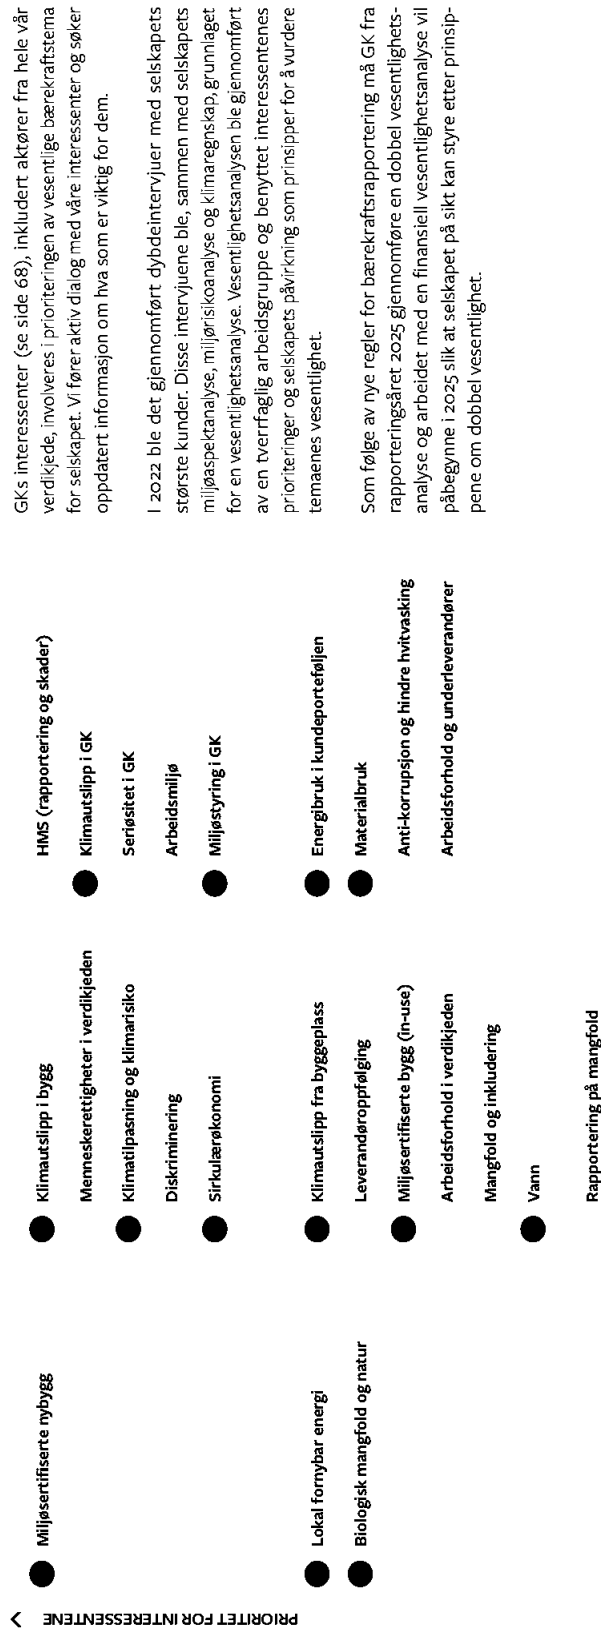 PRIORITET FOR INTERESSENTENE
Miljøsertifiserte nybygg
Lokal fornybar energi
Biologisk mangfold og natur
Klimautslipp i bygg
Menneskerettigheter i verdikjeden
Klimatilpasning og klimarisiko
Diskriminering
Sirkulærøkonomi
Klimautslipp fra byggeplass
Leverandøroppfølging
Miljøsertifiserte bygg (in-use)
Arbeidsforhold i verdikjeden
Mangfold og inkludering
Vann
Rapportering på mangfold
HMS (rapportering og skader)
Klimautslipp i GK
Seriøsitet i GK
Arbeidsmiljø
Miljøstyring i GK
Energibruk i kundeporteføljen
Materialbruk
Anti-korrupsjon og hindre hvitvasking
Arbeidsforhold og underleverandører
GKs interessenter (se side 68), inkludert aktører fra hele vår
verdikjede, involveres i prioriteringen av vesentlige bærekraftstema
for selskapet. Vi fører aktiv dialog med våre interessenter og søker
oppdatert informasjon om hva som er viktig for dem.
I 2022 ble det gjennomført dybdeintervjuer med selskapets
største kunder. Disse intervjuene ble, sammen med selskapets
miljøaspektanalyse, miljørisikoanalyse og klimaregnskap, grunnlaget
for en vesentlighetsanalyse. Vesentlighetsanalysen ble gjennomført
av en tverrfaglig arbeidsgruppe og benyttet interessentenes
prioriteringer og selskapets påvirkning som prinsipper for å vurdere
temaenes vesentlighet.
Som følge av nye regler for bærekraftsrapportering må GK fra
rapporteringsåret 2025 gjennomføre en dobbel vesentlighets-
analyse og arbeidet med en finansiell vesentlighetsanalyse vil
påbegynne i 2025 slik at selskapet på sikt kan styre etter prinsip-
pene om dobbel vesentlighet.